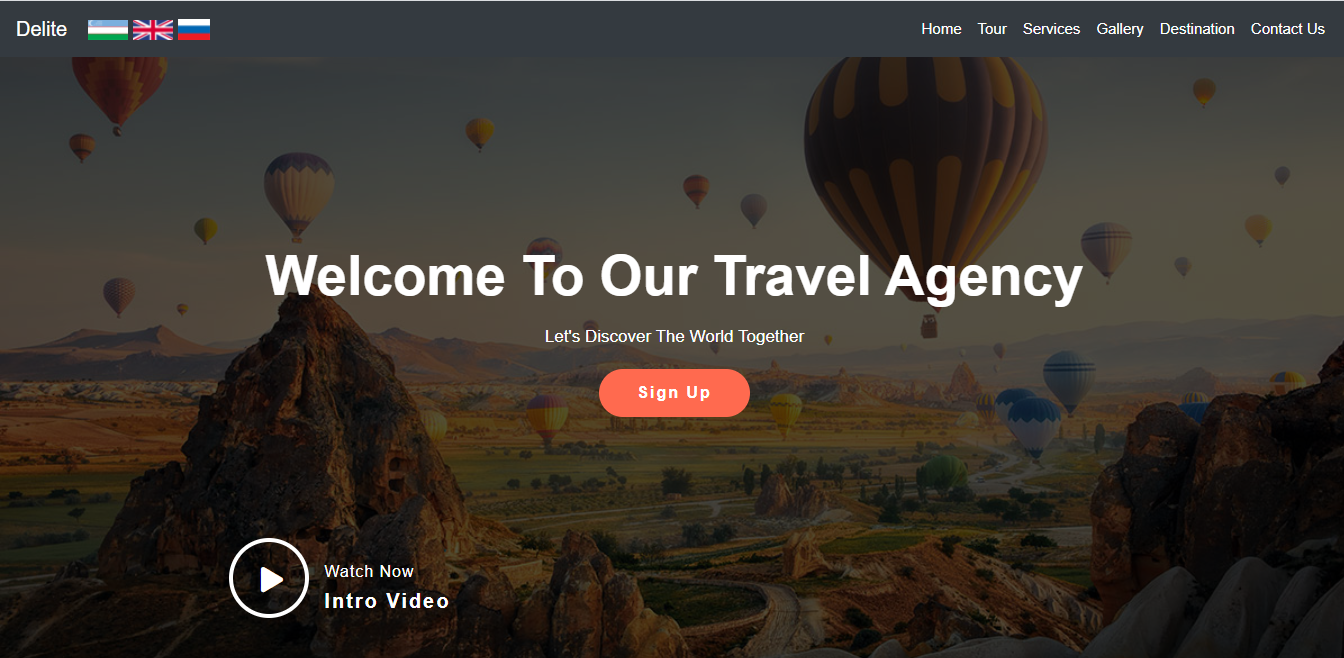 Delite
Home Tour Services Gallery Destination Contact Us
Welcome To Our Travel Agency
Let's Discover The World Together
Sign Up
Watch Now
Intro Video